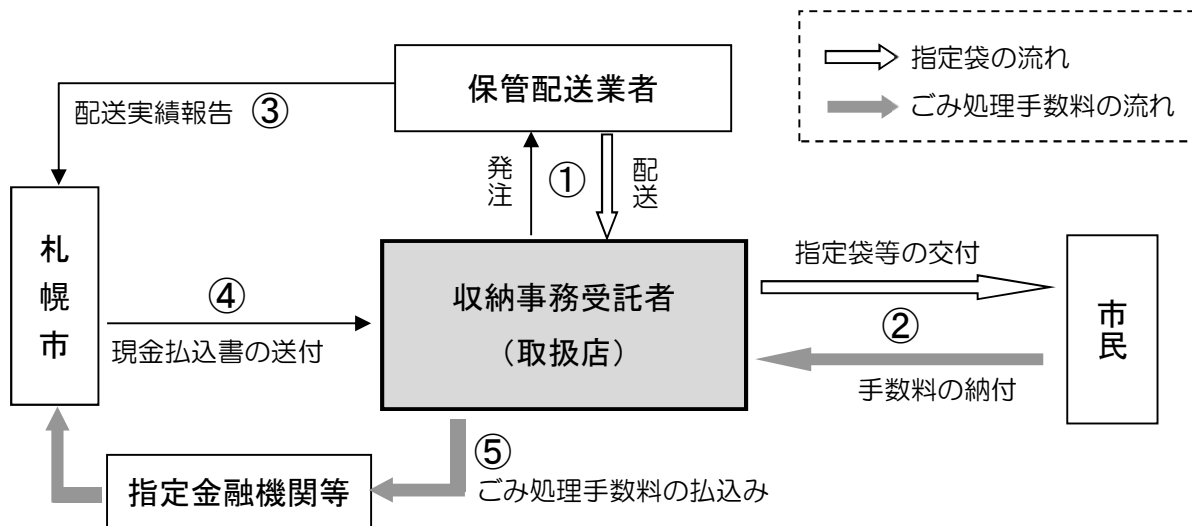 保管配送業者
指定袋の流れ
ごみ処理手数料の流れ
配送実績報告 ③
発注
①
配送
札幌市
④
現金払込書の送付
収納事務受託者
（取扱店）
指定袋等の交付
②
手数料の納付
市民
⑤
ごみ処理手数料の払込み
指定金融機関等